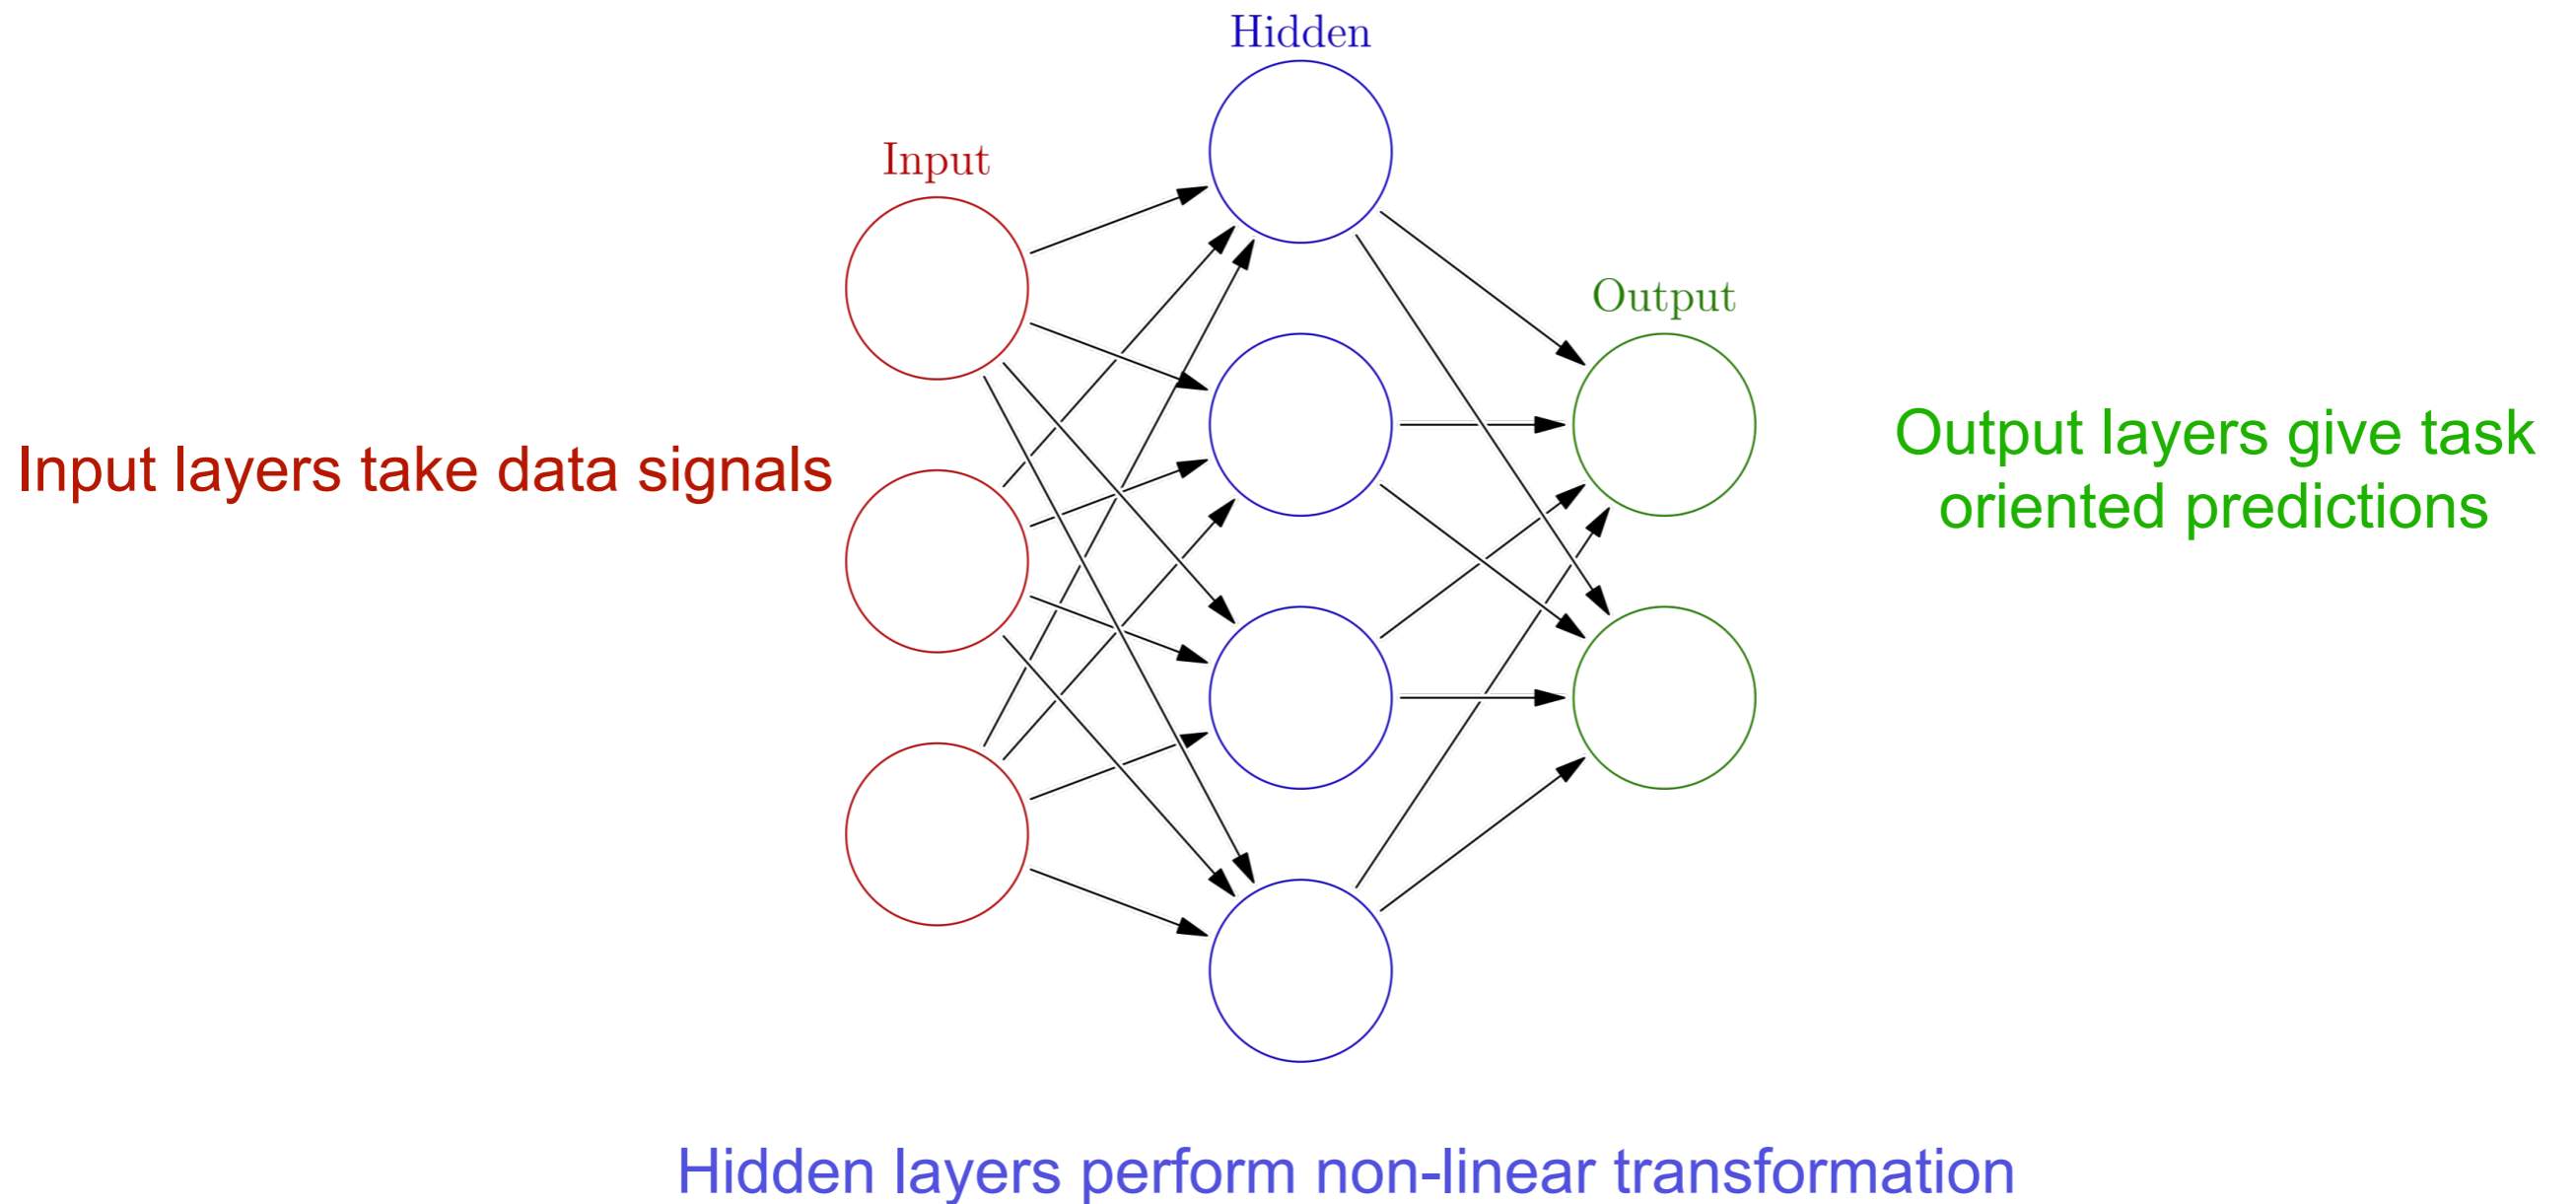 Hidden
Input
Output
Input layers take data signals
Output layers give task
oriented predictions
Hidden layers perform non-linear transformation